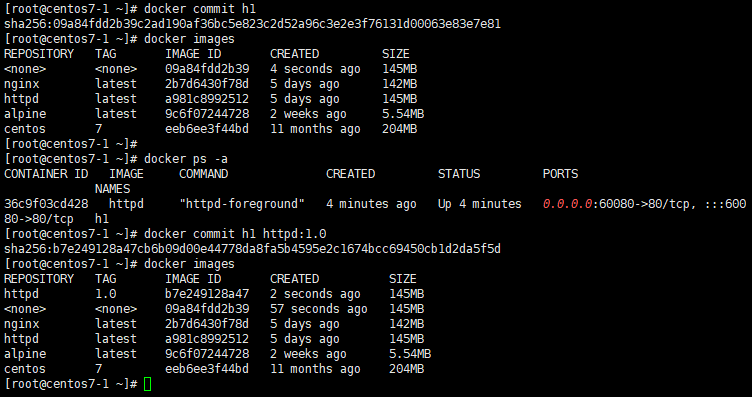 [root@centos7-1 ~]# docker commit h1
sha256:09a84fdd2b39c2ad190af36bc5e823c2d52a96c3e2e3f76131d00063e83e7e81
[root@centos7-1 ~]# docker images
REPOSITORY   TAG       IMAGE ID       CREATED         SIZE
<none>       <none>    09a84fdd2b39   4 seconds ago   145MB
nginx        latest    2b7d6430f78d   5 days ago      142MB
httpd        latest    a981c8992512   5 days ago      145MB
alpine       latest    9c6f07244728   2 weeks ago     5.54MB
centos       7         eeb6ee3f44bd   11 months ago   204MB
[root@centos7-1 ~]#
[root@centos7-1 ~]# docker ps -a
CONTAINER ID   IMAGE     COMMAND              CREATED         STATUS         PORTS
             NAMES
36c9f03cd428   httpd     "httpd-foreground"   4 minutes ago   Up 4 minutes   0.0.0.0:60080->80/tcp, :::600
80->80/tcp   h1
[root@centos7-1 ~]# docker commit h1 httpd:1.0
sha256:b7e249128a47cb6b09d00e44778da8fa5b4595e2c1674bcc69450cb1d2da5f5d
[root@centos7-1 ~]# docker images
REPOSITORY   TAG       IMAGE ID       CREATED          SIZE
httpd        1.0       b7e249128a47   2 seconds ago    145MB
<none>       <none>    09a84fdd2b39   57 seconds ago   145MB
nginx        latest    2b7d6430f78d   5 days ago       142MB
httpd        latest    a981c8992512   5 days ago       145MB
alpine       latest    9c6f07244728   2 weeks ago      5.54MB
centos       7         eeb6ee3f44bd   11 months ago    204MB
[root@centos7-1 ~]#